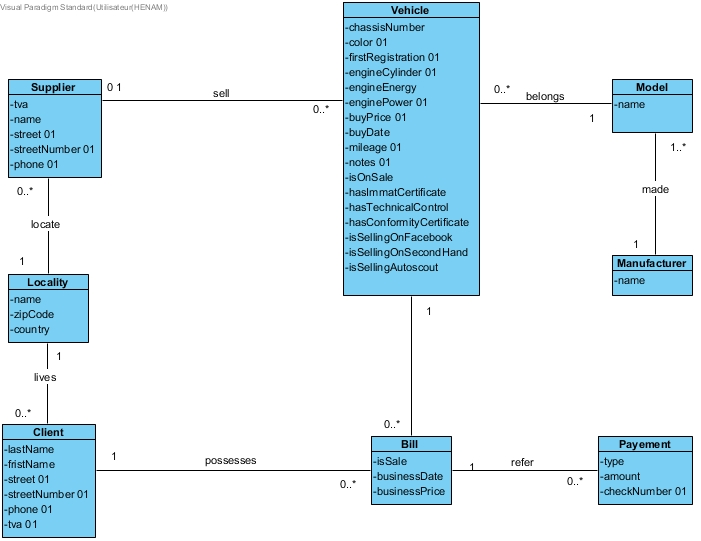 Visual Paradigm Standard(Utilisateur(HENAM))
Vehicle
-chassisNumber
-color 01
-firstRegistration 01
-engineCylinder 01
-engineEnergy
-enginePower 01
-buyPrice 01
-buyDate
-mileage 01
-notes 01
-isOnSale
-hasImmatCertificate
-hasTechnicalControl
-hasConformityCertificate
-isSellingOnFacebook
-isSellingOnSecondHand
-isSellingAutoscout
Supplier
-tva
-name
-street 01
-streetNumber 01
-phone 01
0 1
sell
0..*
0..*
belongs
1
Model
-name
1..*
made
1
Manufacturer
-name
0..*
locate
1
Locality
-name
-zipCode
-country
1
lives
0..*
Client
-lastName
-fristName
-street 01
-streetNumber 01
-phone 01
-tva 01
1
possesses
0..*
1
0..*
Bill
-isSale
-businessDate
-businessPrice
1
refer
0..*
Payement
-type
-amount
-checkNumber 01